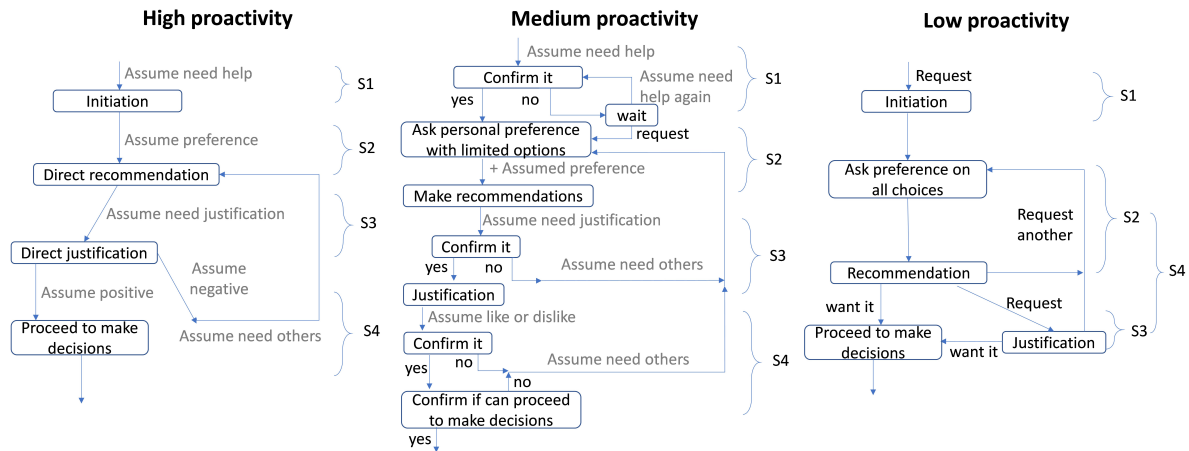 High proactivity
Assume need help
S1
Initiation
Assume preference
S2
Direct recommendation
Assume need justification
S3
Direct justification
Assume
negative
Assume positive
Proceed to make
decisions
Assume need others
S4
Medium proactivity
Assume need help
Confirm it
Assume need
help again
S1
yes
no
wait
request
Ask personal preference
with limited options
S2
+ Assumed preference
Make recommendations
Assume need justification
Confirm it
S3
yes
no
Assume need others
Justification
Assume like or dislike
Confirm it
S4
no
Assume need others
yes
no
Confirm if can proceed
to make decisions
yes
Low proactivity
Request
Initiation
S1
Ask preference on
all choices
Request
another
S2
Recommendation
S4
want it
Request
Proceed to make
decisions
want it
Justification
S3